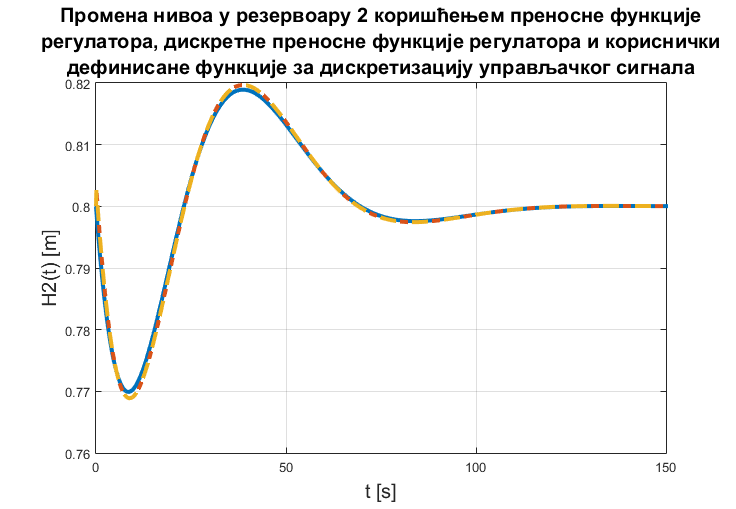 Промена нивоа у резервоару 2 коришћењем преносне функције
регулатора, дискретне преносне функције регулатора и кориснички
дефинисане функције за дискретизацију управљачког сигнала
0.82
0.81
0.8
0.79
0.78
0.77
0.76
H2(t) [m]
0
50
100
150
t [s]